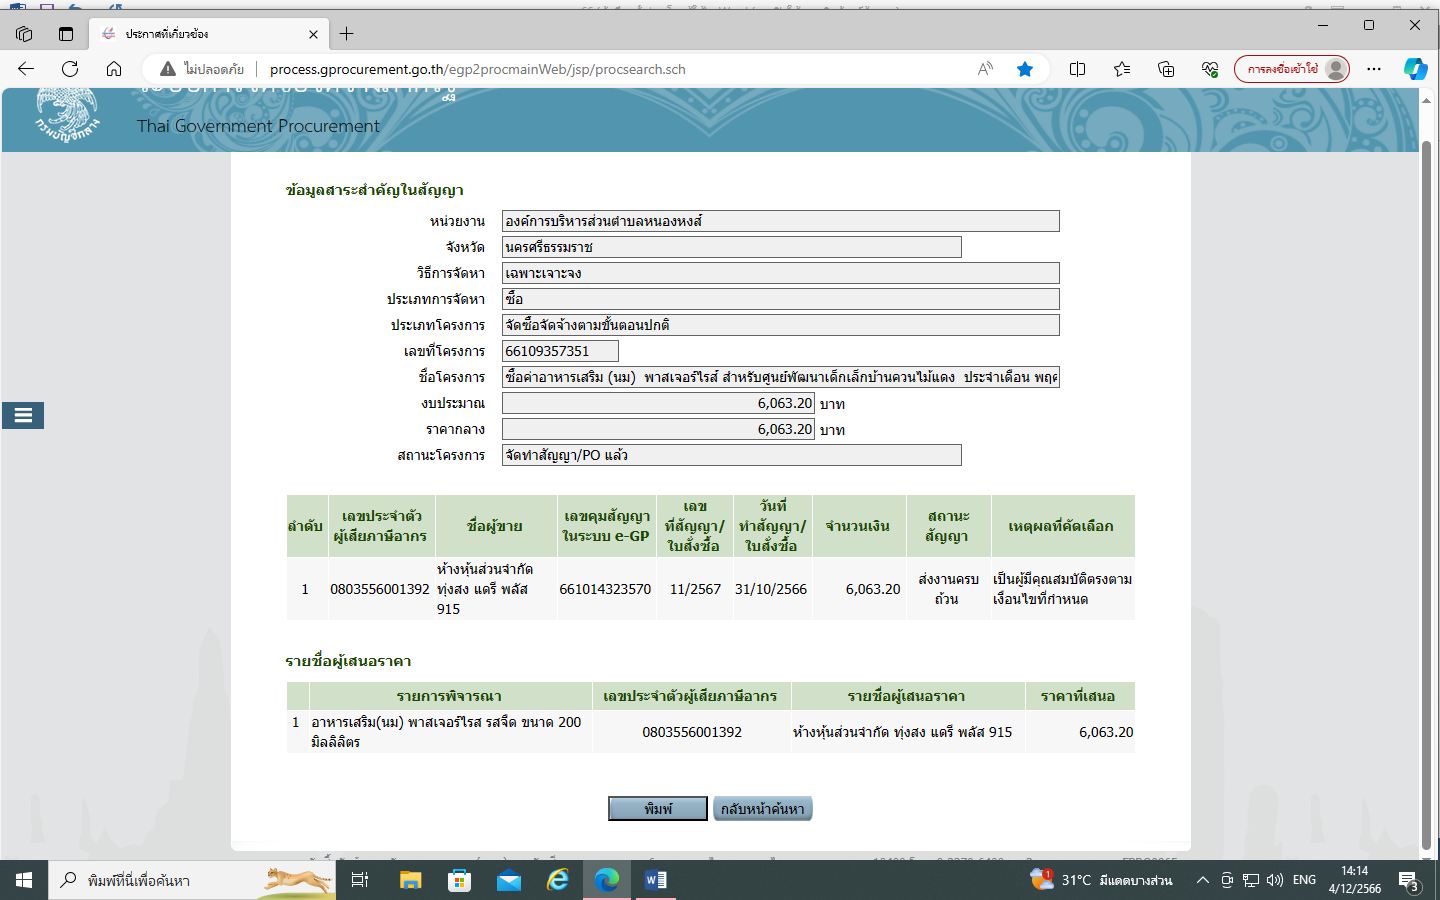 ประกาศที่เกี่ยวข้อง
ไม่ปลอดภัย
process.gprocurement.go.th/egp2procmainWeb/jsp/procsearch.sch
การลงชื่อเข้าใช้
กรมบัญชีกลาง
Thai Government Procurement
ข้อมูลสาระสำคัญในสัญญา
หน่วยงาน องค์การบริหารส่วนตำบลหนองหงส์
จังหวัด นครศรีธรรมราช
วิธีการจัดหา เฉพาะเจาะจง
ประเภทการจัดหา ซื้อ
ประเภทโครงการ จัดซื้อจัดจ้างตามขั้นตอนปกติ
เลขที่โครงการ 66109357351
ชื่อโครงการ ซื้อค่าอาหารเสริม (นม) พาสเจอร์ไรส์ สำหรับศูนย์พัฒนาเด็กเล็กบ้านควนไม้แดง ประจำเดือน พฤศ
งบประมาณ 6,063.20 บาท
ราคากลาง 6,063.20 บาท
สถานะโครงการ จัดทำสัญญา/PO แล้ว
ลำดับ เลขประจำตัวผู้เสียภาษีอากร ชื่อผู้ขาย เลขคุมสัญญาในระบบ e-GP เลขที่สัญญา/ใบสั่งซื้อ วันที่ทำสัญญา/ใบสั่งซื้อ จำนวนเงิน สถานะสัญญา เหตุผลที่คัดเลือก
1 0803556001392 ห้างหุ้นส่วนจำกัด ทุ่งสง แดรี่ พลัส 915 661014323570 11/2567 31/10/2566 6,063.20 ส่งงานครบถ้วน เป็นผู้มีคุณสมบัติตรงตามเงื่อนไขที่กำหนด
รายชื่อผู้เสนอราคา
รายการพิจารณา เลขประจำตัวผู้เสียภาษีอากร รายชื่อผู้เสนอราคา ราคาที่เสนอ
1 อาหารเสริม(นม) พาสเจอร์ไรส รสจืด ขนาด 200 มิลลิลิตร 0803556001392 ห้างหุ้นส่วนจำกัด ทุ่งสง แดรี่ พลัส 915 6,063.20
พิมพ์ กลับหน้าค้นหา
พิมพ์ที่นี่เพื่อค้นหา
1 31°C มีแดดบางส่วน ENG 14:14
4/12/2566 3